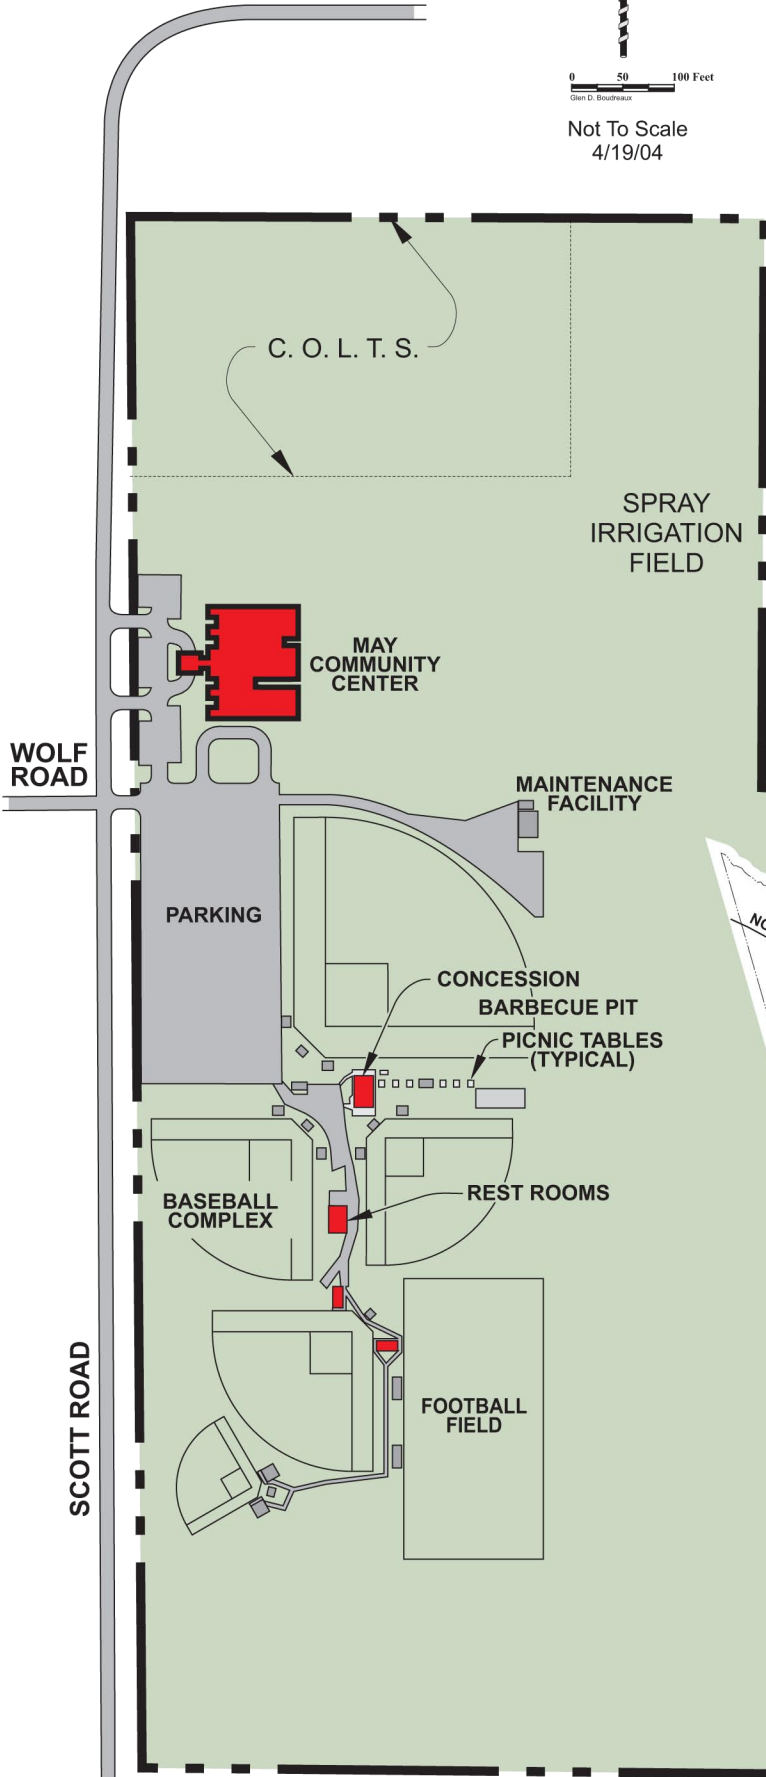 0 50 100 Feet
Glen D. Boudreaux
Not To Scale
4/19/04
C. O. L. T. S.
SPRAY
IRRIGATION
FIELD
MAY
COMMUNITY
CENTER
WOLF
ROAD
MAINTENANCE
FACILITY
PARKING
CONCESSION
BARBECUE PIT
PICNIC TABLES
(TYPICAL)
REST ROOMS
BASEBALL
COMPLEX
SCOTT ROAD
FOOTBALL
FIELD